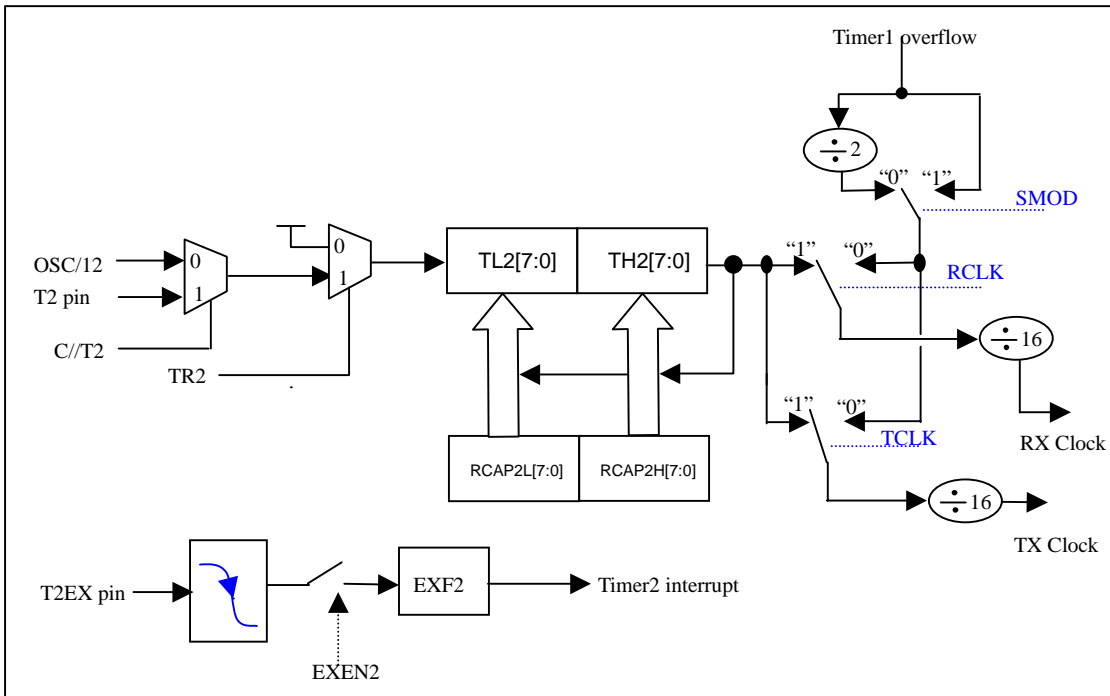 Timer1 overflow
÷ 2
“0” “1”
SMOD
OSC/12
0
T2 pin
1
C//T2
0
1
TR2
TL2[7:0] TH2[7:0]
“1” “0”
RCLK
÷ 16
RX Clock
“1” “0”
TCLK
RCAP2L[7:0] RCAP2H[7:0]
÷ 16
TX Clock
T2EX pin
EXF2
Timer2 interrupt
EXEN2